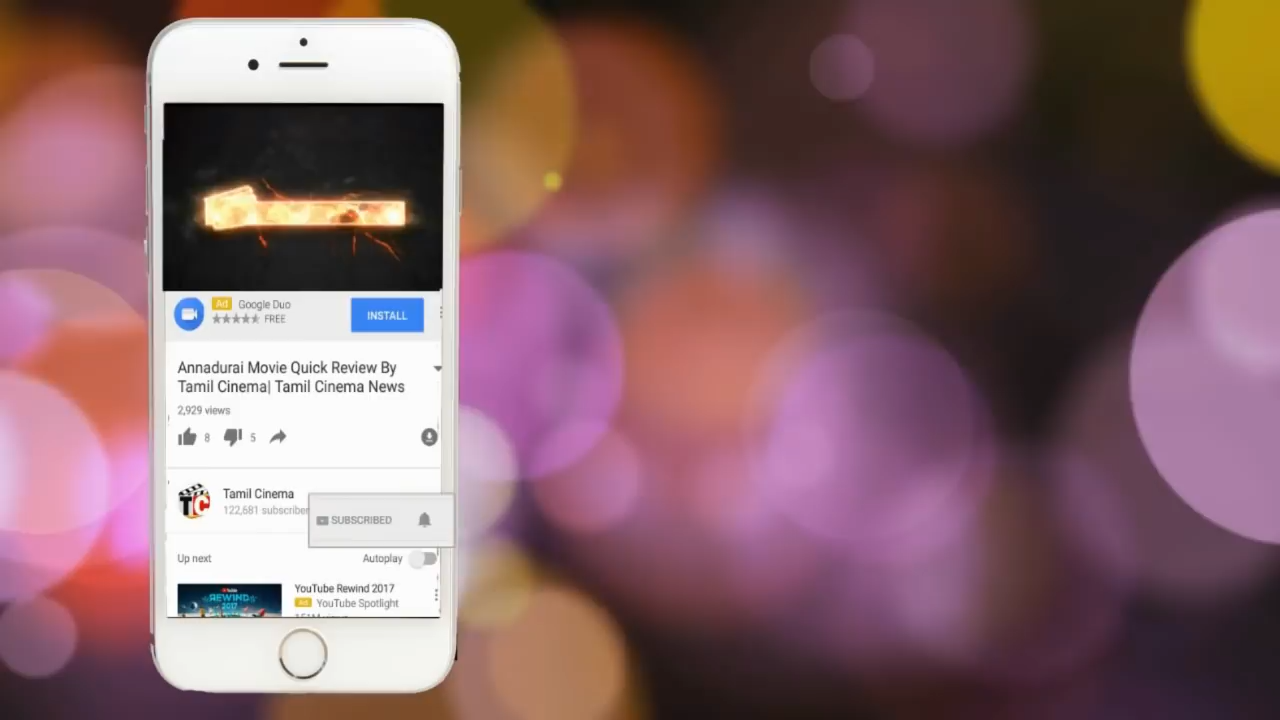 Ad Google Duo
FREE
INSTALL
Annadurai Movie Quick Review By
Tamil Cinema| Tamil Cinema News
2,929 views
8 5
TC
Tamil Cinema
122,681 subscriber
SUBSCRIBED
Up next Autoplay
YouTube Rewind 2017
Ad YouTube Spotlight
REWIND
2017